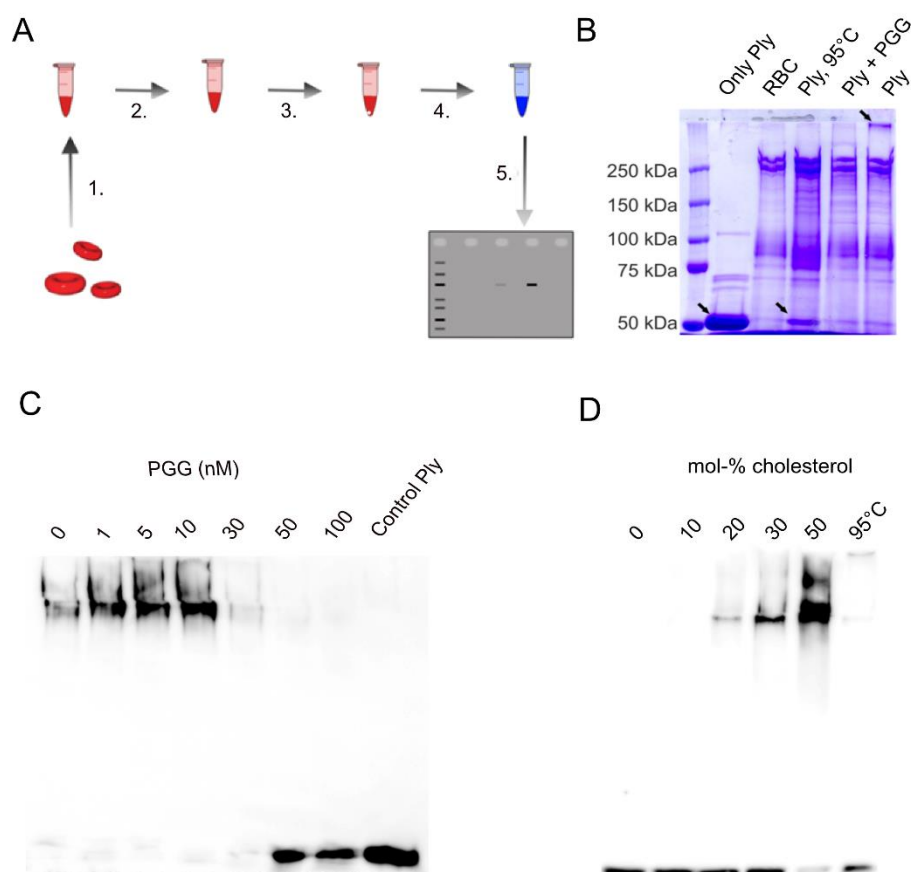 A
2.
3.
4.
1.
5.
B
Only Ply
RBC
Ply, 95°C
Ply + PGG
Ply
250 kDa
150 kDa
100 kDa
75 kDa
50 kDa
C
PGG (nM)
0 1 5 10 30 50 100 Control Ply
D
mol-% cholesterol
0 10 20 30 50 95°C